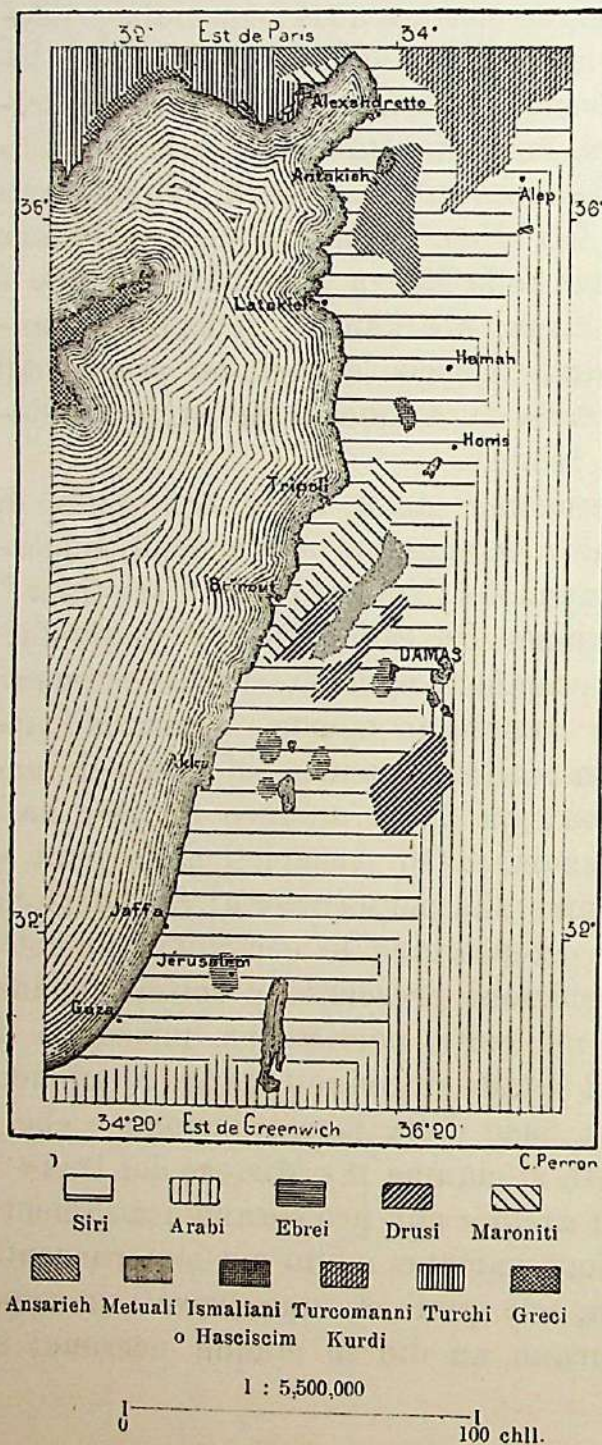 32° Est de Paris 34°
Alexandrette
Antakieh
Alep
36° 36°
Latakieh
Hamah
Homs
Tripoli
Beïrout
DAMAS
Akka
Jaffa
32° 32°
Jérusalem
Gaza
34°20' Est de Greenwich 36°20'
C. Perron
Siri Arabi Ebrei Drusi Maroniti
Ansarieh Metuali Ismaliani Turcomanni Turchi Greci
o Hasciscim Kurdi
1 : 5,500,000
0 100 chll.